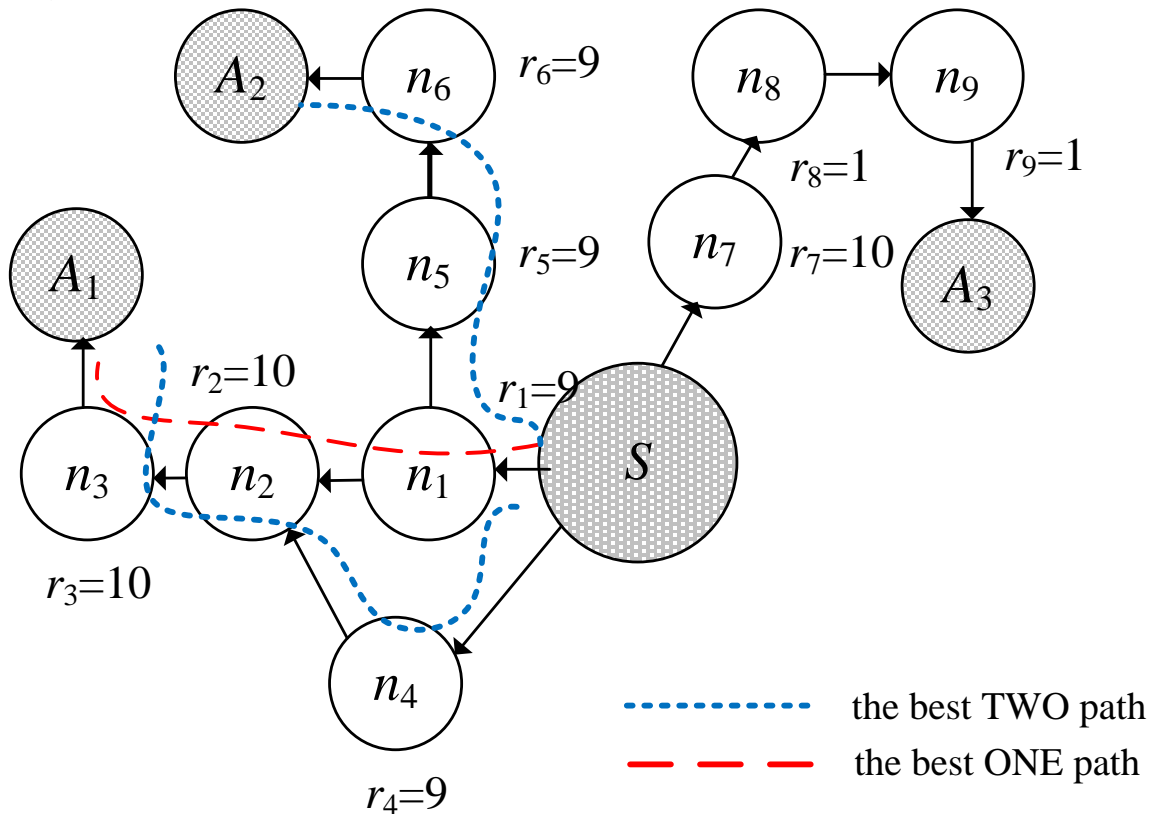 A₂
n₆
r₆=9
n₈
n₉
r₈=1
r₉=1
A₁
n₅
r₅=9
n₇
r₇=10
A₃
r₂=10
r₁=9
n₃
n₂
n₁
S
r₃=10
n₄
the best TWO path
the best ONE path
r₄=9